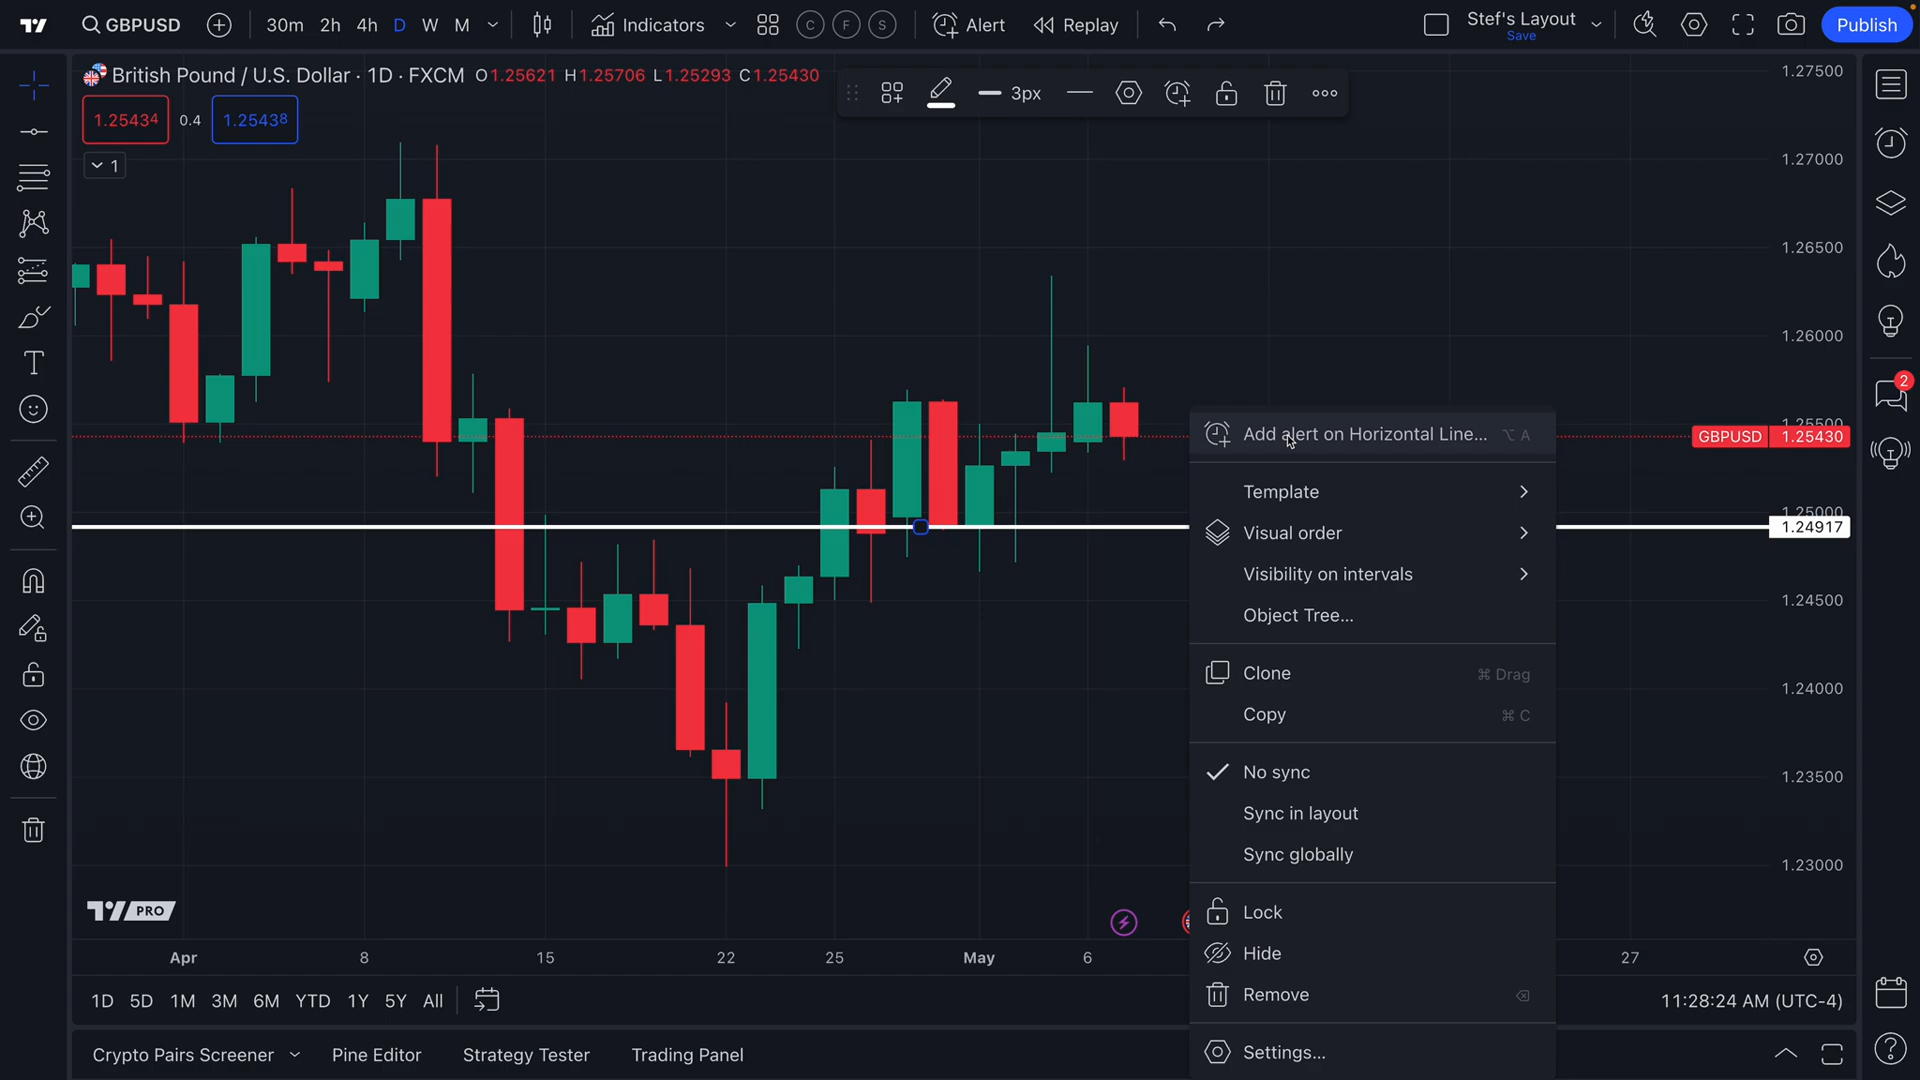 GBPUSD 30m 2h 4h D W M Indicators C F S Alert Replay Stef's Layout Publish
Save
British Pound / U.S. Dollar · 1D · FXCM O1.25621 H1.25706 L1.25293 C1.25430
3px
1.25434 0.4 1.25438
1
1.27500
1.27000
1.26500
1.26000
1.25500
GBPUSD 1.25430
1.25000
1.24917
1.24500
1.24000
1.23500
1.23000
2
Add alert on Horizontal Line... ⌥ A
Template
Visual order
Visibility on intervals
Object Tree...
Clone ⌘ Drag
Copy ⌘ C
No sync
Sync in layout
Sync globally
Lock
Hide
Remove
Settings...
PRO
Apr 8 15 22 25 May 6 27
1D 5D 1M 3M 6M YTD 1Y 5Y All 11:28:24 AM (UTC-4)
Crypto Pairs Screener Pine Editor Strategy Tester Trading Panel